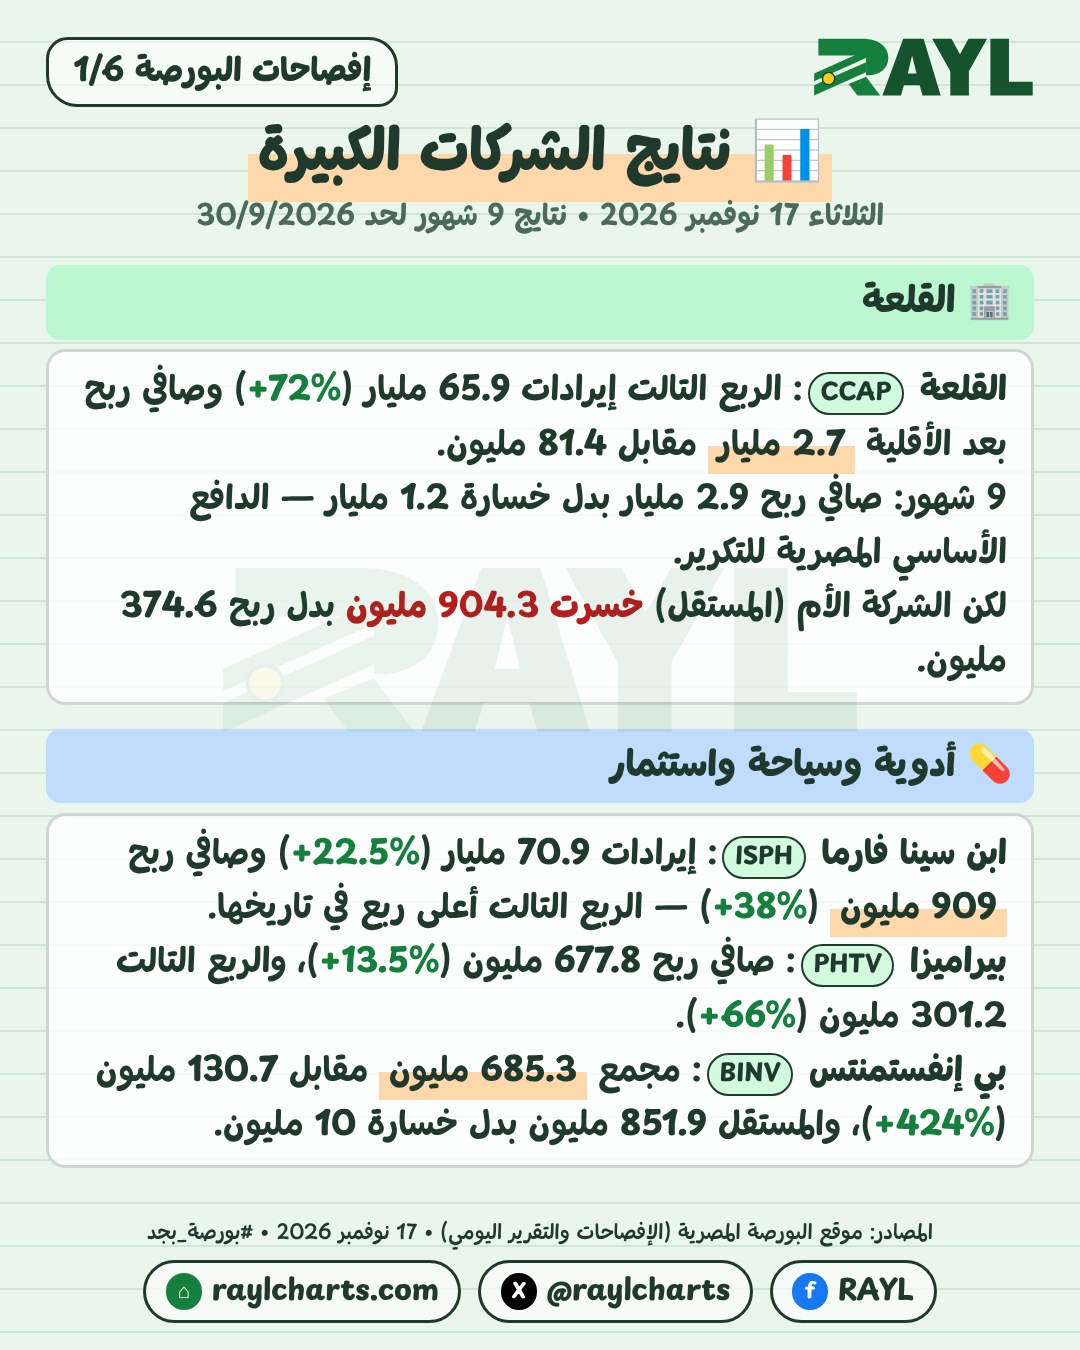 RAYL
إفصاحات البورصة 1/6
📊 نتايج الشركات الكبيرة
الثلاثاء 17 نوفمبر 2026 • نتايج 9 شهور لحد 30/9/2026
🏢 القلعة
القلعة CCAP: الربع التالت إيرادات 65.9 مليار (+72%) وصافي ربح
بعد الأقلية 2.7 مليار مقابل 81.4 مليون.
9 شهور: صافي ربح 2.9 مليار بدل خسارة 1.2 مليار — الدافع
الأساسي المصرية للتكرير.
لكن الشركة الأم (المستقل) خسرت 904.3 مليون بدل ربح 374.6
مليون.
💊 أدوية وسياحة واستثمار
ابن سينا فارما ISPH: إيرادات 70.9 مليار (+22.5%) وصافي ربح
909 مليون (+38%) — الربع التالت أعلى ربع في تاريخها.
بيراميزا PHTV: صافي ربح 677.8 مليون (+13.5%)، والربع التالت
301.2 مليون (+66%).
بي إنفستمنتس BINV: مجمع 685.3 مليون مقابل 130.7 مليون
(+424%)، والمستقل 851.9 مليون بدل خسارة 10 مليون.
المصادر: موقع البورصة المصرية (الإفصاحات والتقرير اليومي) • 17 نوفمبر 2026 • #بورصة_بجد
RAYL
@raylcharts
raylcharts.com